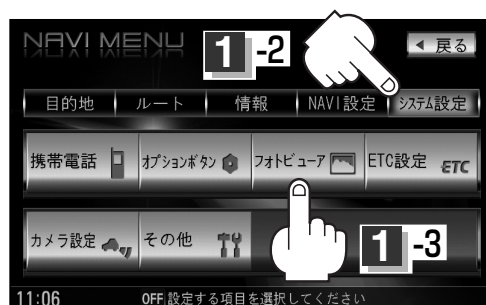 NAVI MENU
1-2
戻る
目的地 ルート 情報 NAVI設定 システム設定
携帯電話 オプションボタン フォトビューア ETC設定 ETC
カメラ設定 その他
1-3
11:06 OFF 設定する項目を選択してください